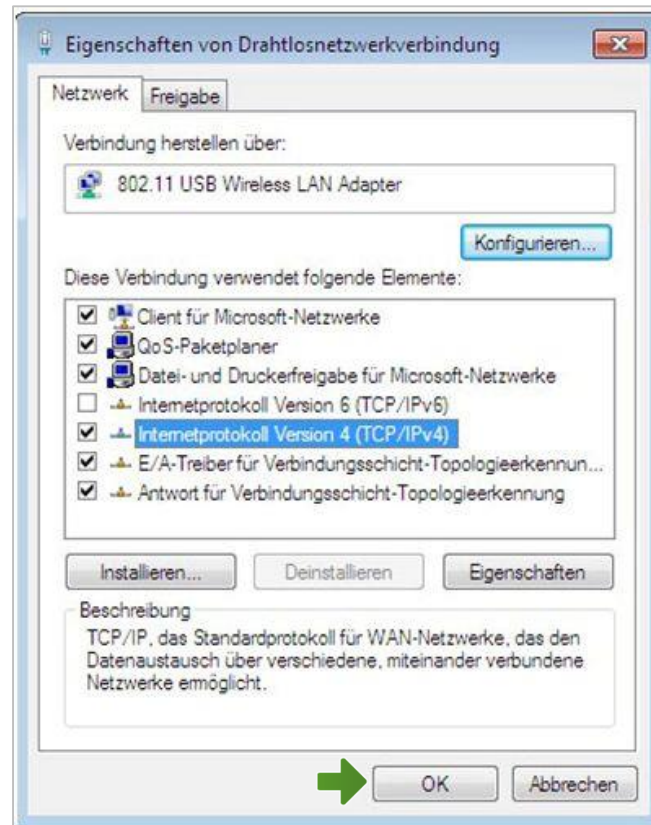 Eigenschaften von Drahtlosnetzwerkverbindung
Netzwerk Freigabe
Verbindung herstellen über:
802.11 USB Wireless LAN Adapter
Konfigurieren...
Diese Verbindung verwendet folgende Elemente:
Client für Microsoft-Netzwerke
QoS-Paketplaner
Datei- und Druckerfreigabe für Microsoft-Netzwerke
Internetprotokoll Version 6 (TCP/IPv6)
Internetprotokoll Version 4 (TCP/IPv4)
E/A-Treiber für Verbindungsschicht-Topologieerkennun...
Antwort für Verbindungsschicht-Topologieerkennung
Installieren... Deinstallieren Eigenschaften
Beschreibung
TCP/IP, das Standardprotokoll für WAN-Netzwerke, das den
Datenaustausch über verschiedene, miteinander verbundene
Netzwerke ermöglicht.
OK Abbrechen